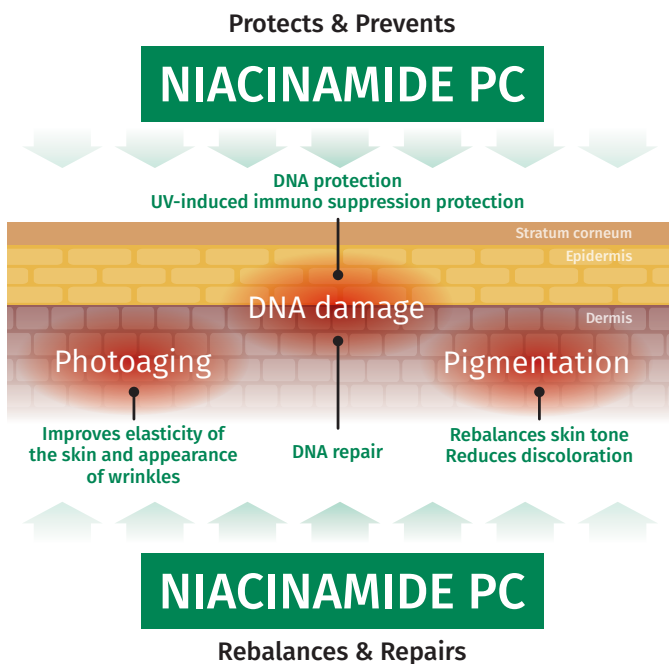 Protects & Prevents
NIACINAMIDE PC
DNA protection
UV-induced immuno suppression protection
Stratum corneum
Epidermis
DNA damage
Dermis
Photoaging
Pigmentation
Improves elasticity of
the skin and appearance
of wrinkles
DNA repair
Rebalances skin tone
Reduces discoloration
NIACINAMIDE PC
Rebalances & Repairs